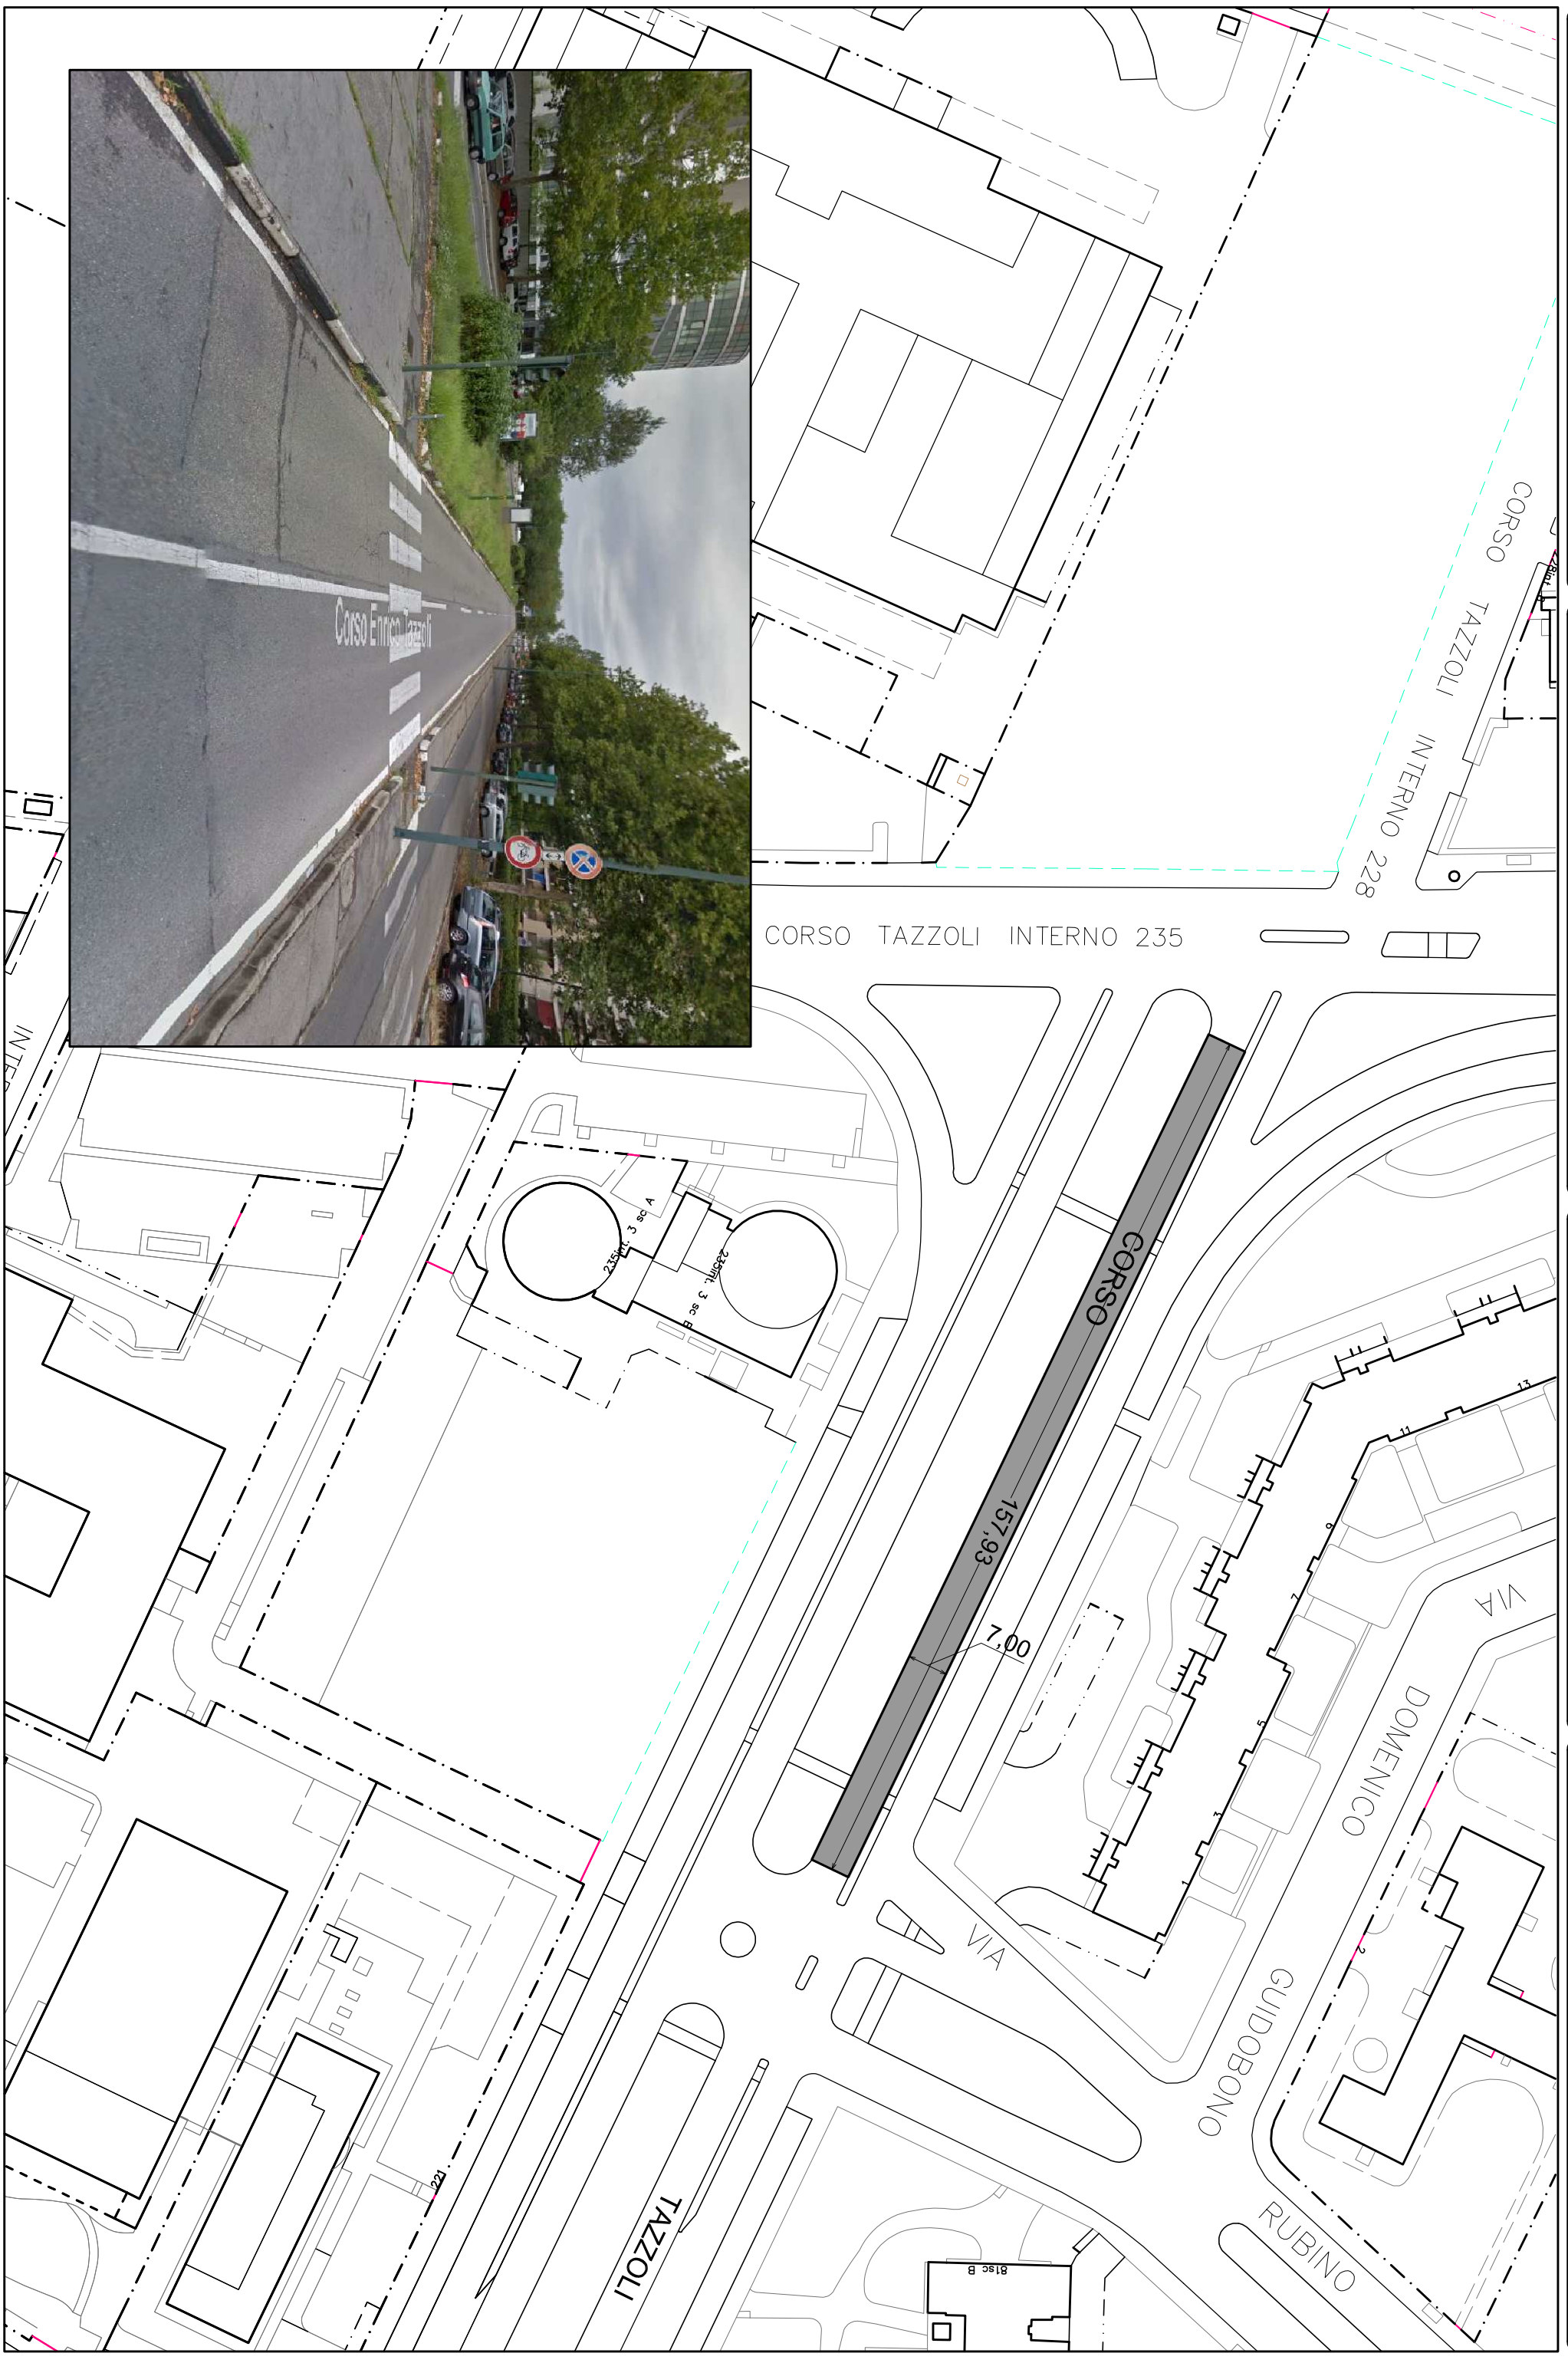 Corso Enrico Tazzoli
CORSO TAZZOLI INTERNO 228
CORSO TAZZOLI INTERNO 235
235int. 3 sc A
235int. 3 sc B
CORSO
157,93
7,00
13
11
9
7
5
3
1
VIA
DOMENICO
GUIDOBONO
2
VIA
RUBINO
TAZZOLI
221
81sc B